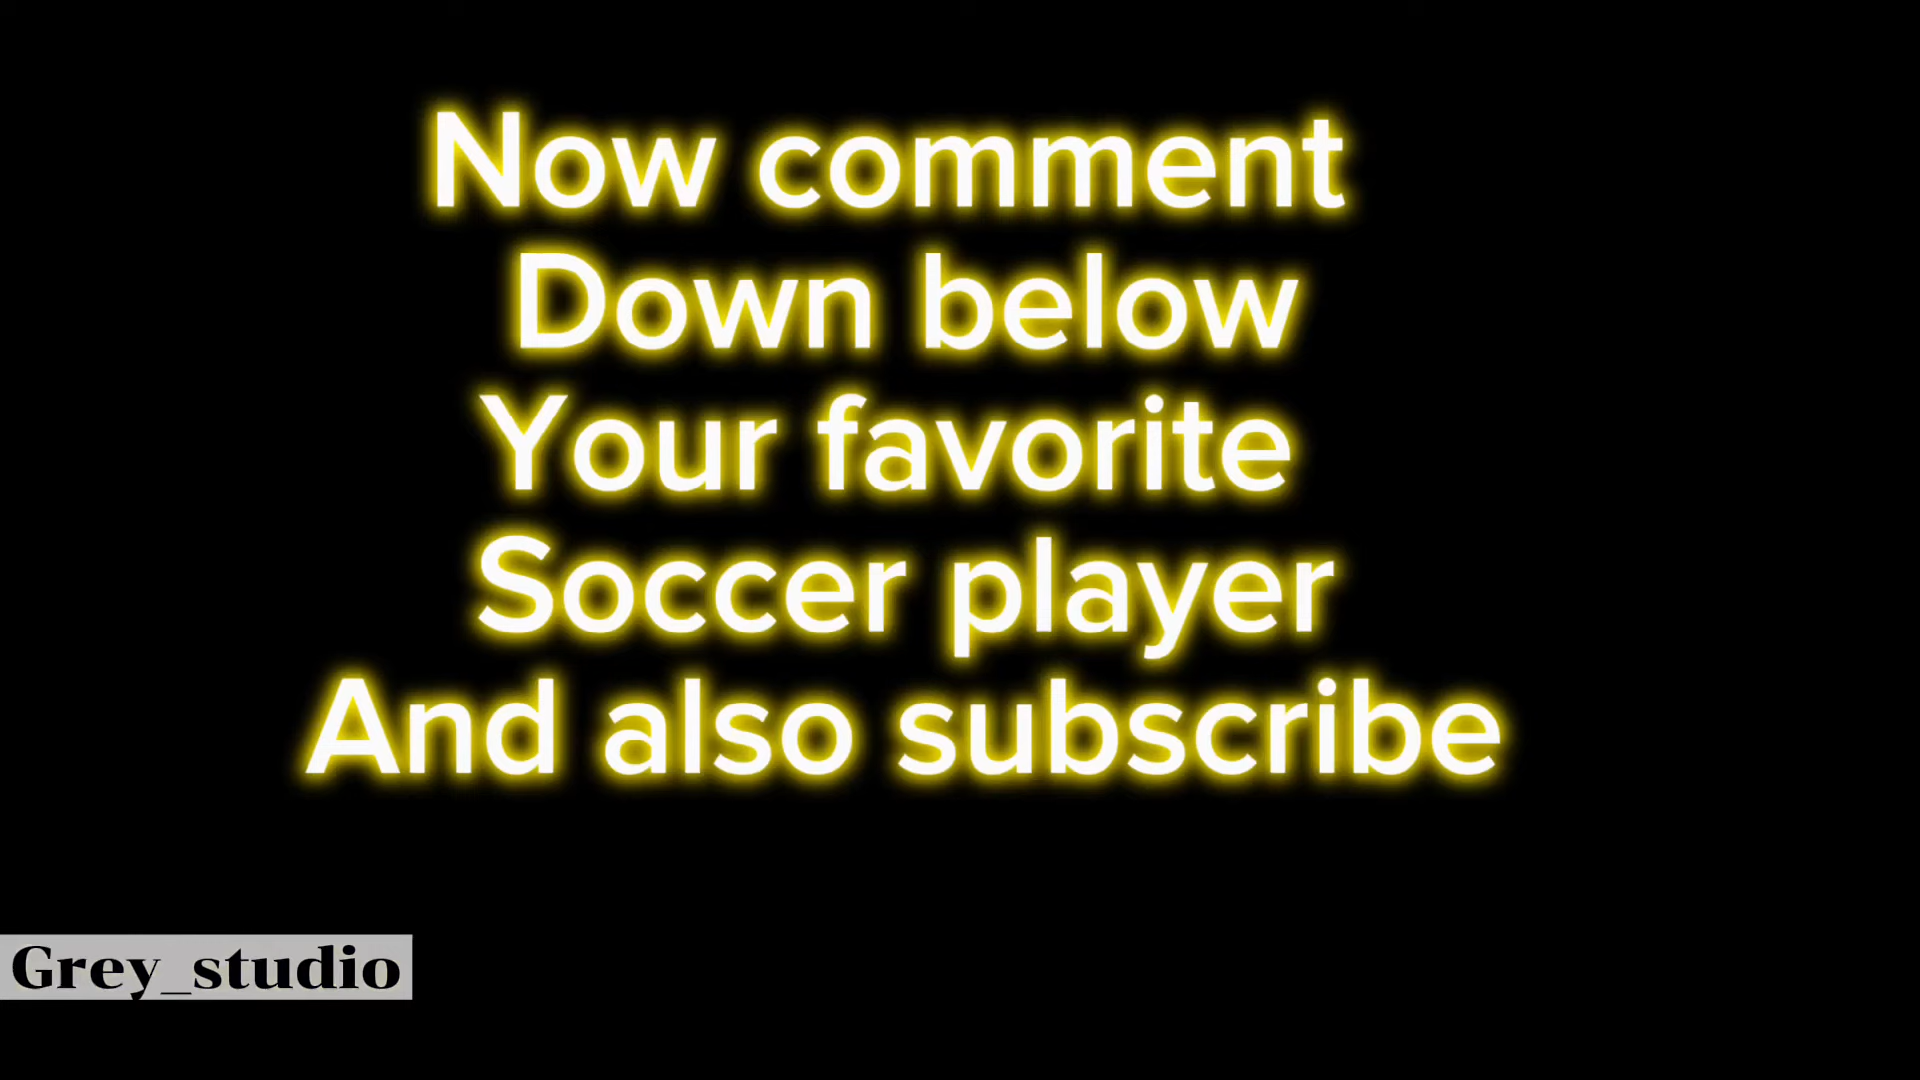 Now comment
Down below
Your favorite
Soccer player
And also subscribe
Grey_studio